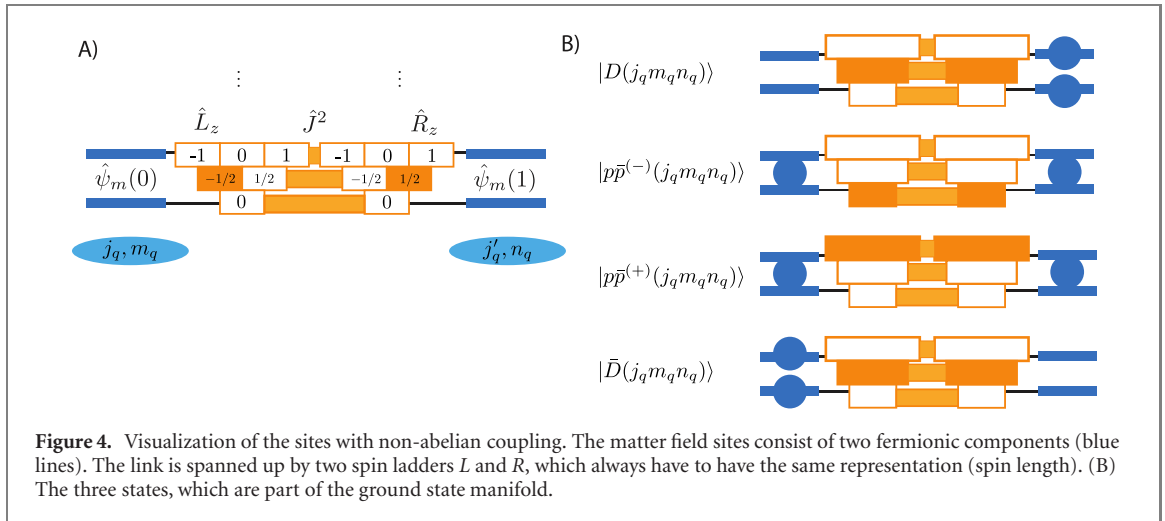 A)
⋮ ⋮
L̂_z Ĵ² R̂_z
-1 0 1 -1 0 1
ψ̂_m(0) −1/2 1/2 −1/2 1/2 ψ̂_m(1)
0 0
j_q, m_q j′_q, n_q
B)
|D(j_q m_q n_q)⟩
|pp̄^(−)(j_q m_q n_q)⟩
|pp̄^(+)(j_q m_q n_q)⟩
|D̄(j_q m_q n_q)⟩
Figure 4. Visualization of the sites with non-abelian coupling. The matter field sites consist of two fermionic components (blue
lines). The link is spanned up by two spin ladders L and R, which always have to have the same representation (spin length). (B)
The three states, which are part of the ground state manifold.